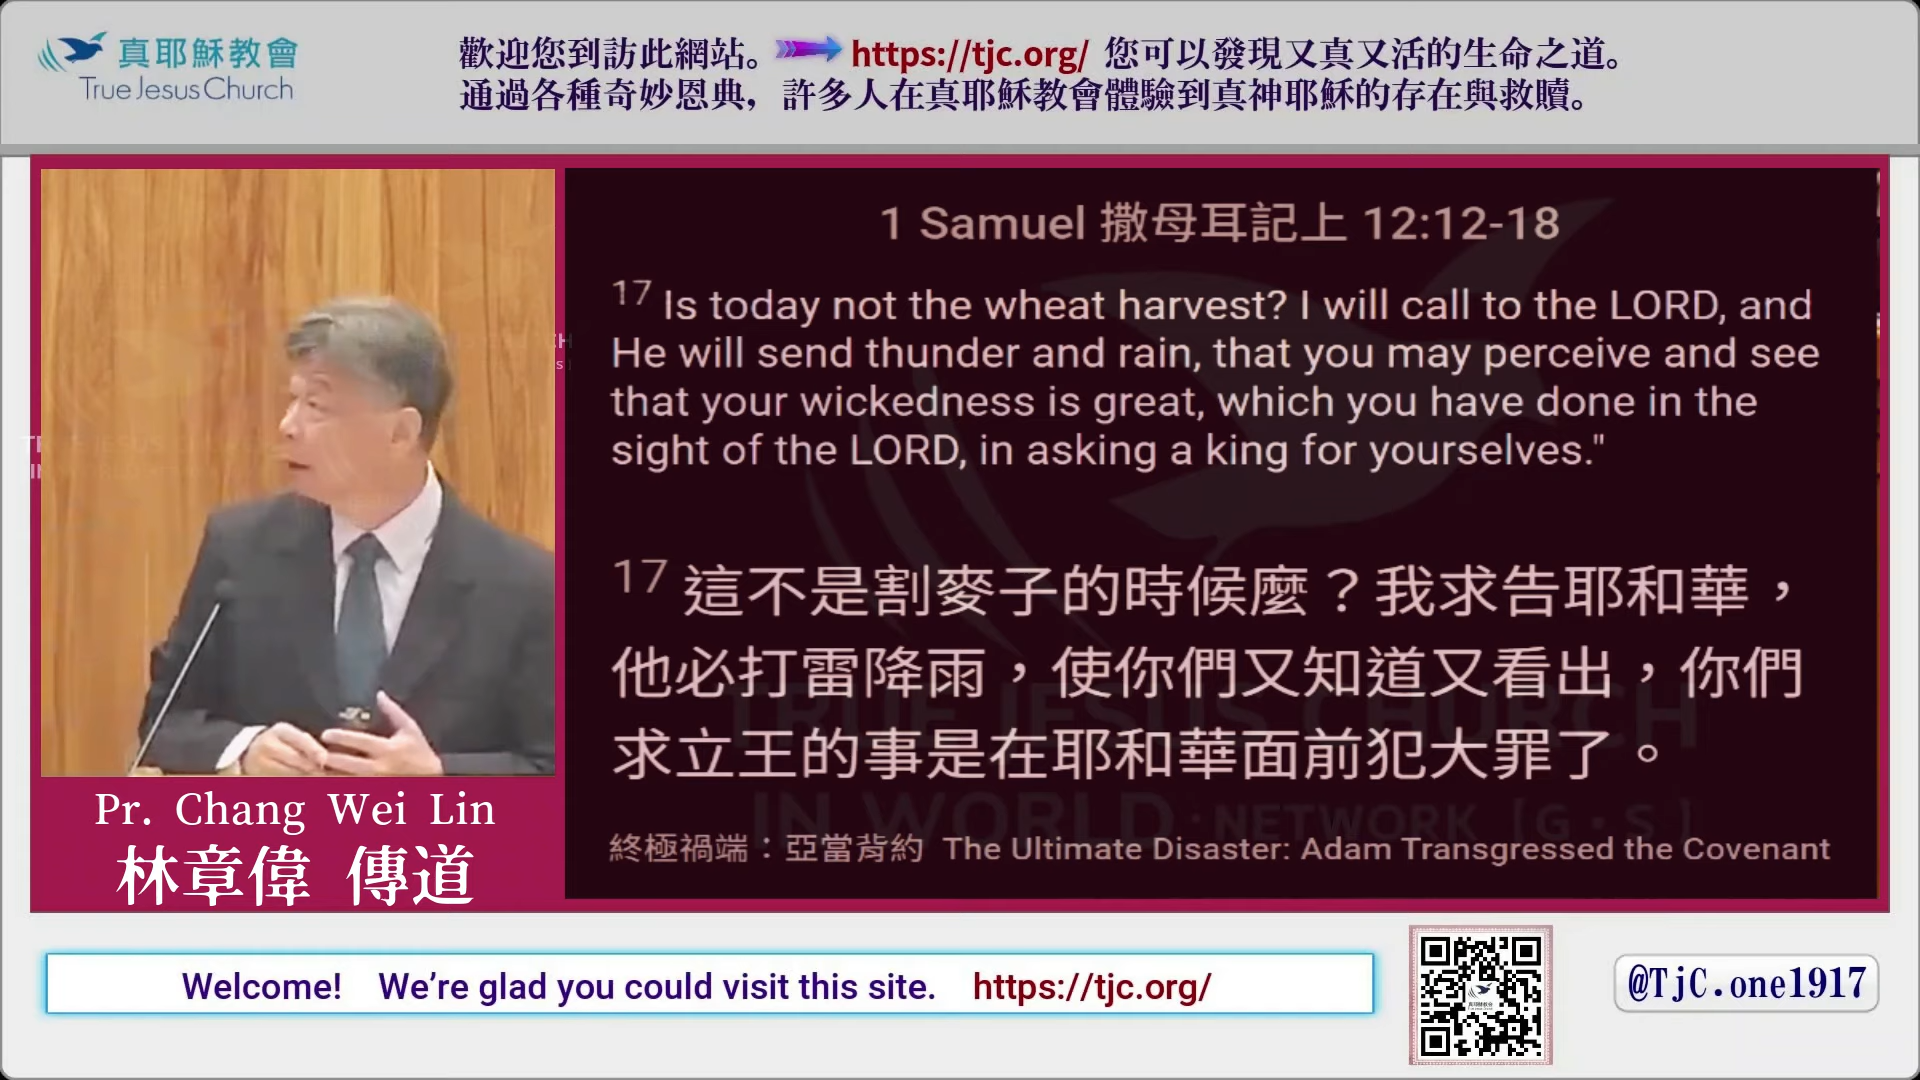 真耶穌教會
True Jesus Church
歡迎您到訪此網站。 https://tjc.org/ 您可以發現又真又活的生命之道。
通過各種奇妙恩典，許多人在真耶穌教會體驗到真神耶穌的存在與救贖。
1 Samuel 撒母耳記上 12:12-18
17 Is today not the wheat harvest? I will call to the LORD, and
He will send thunder and rain, that you may perceive and see
that your wickedness is great, which you have done in the
sight of the LORD, in asking a king for yourselves."
17 這不是割麥子的時候麼？我求告耶和華，
他必打雷降雨，使你們又知道又看出，你們
求立王的事是在耶和華面前犯大罪了。
TRUE JESUS CHURCH
IN WORLD · NETWORK [G·S]
終極禍端：亞當背約 The Ultimate Disaster: Adam Transgressed the Covenant
Pr. Chang Wei Lin
林章偉 傳道
Welcome! We’re glad you could visit this site. https://tjc.org/
@TjC.one1917